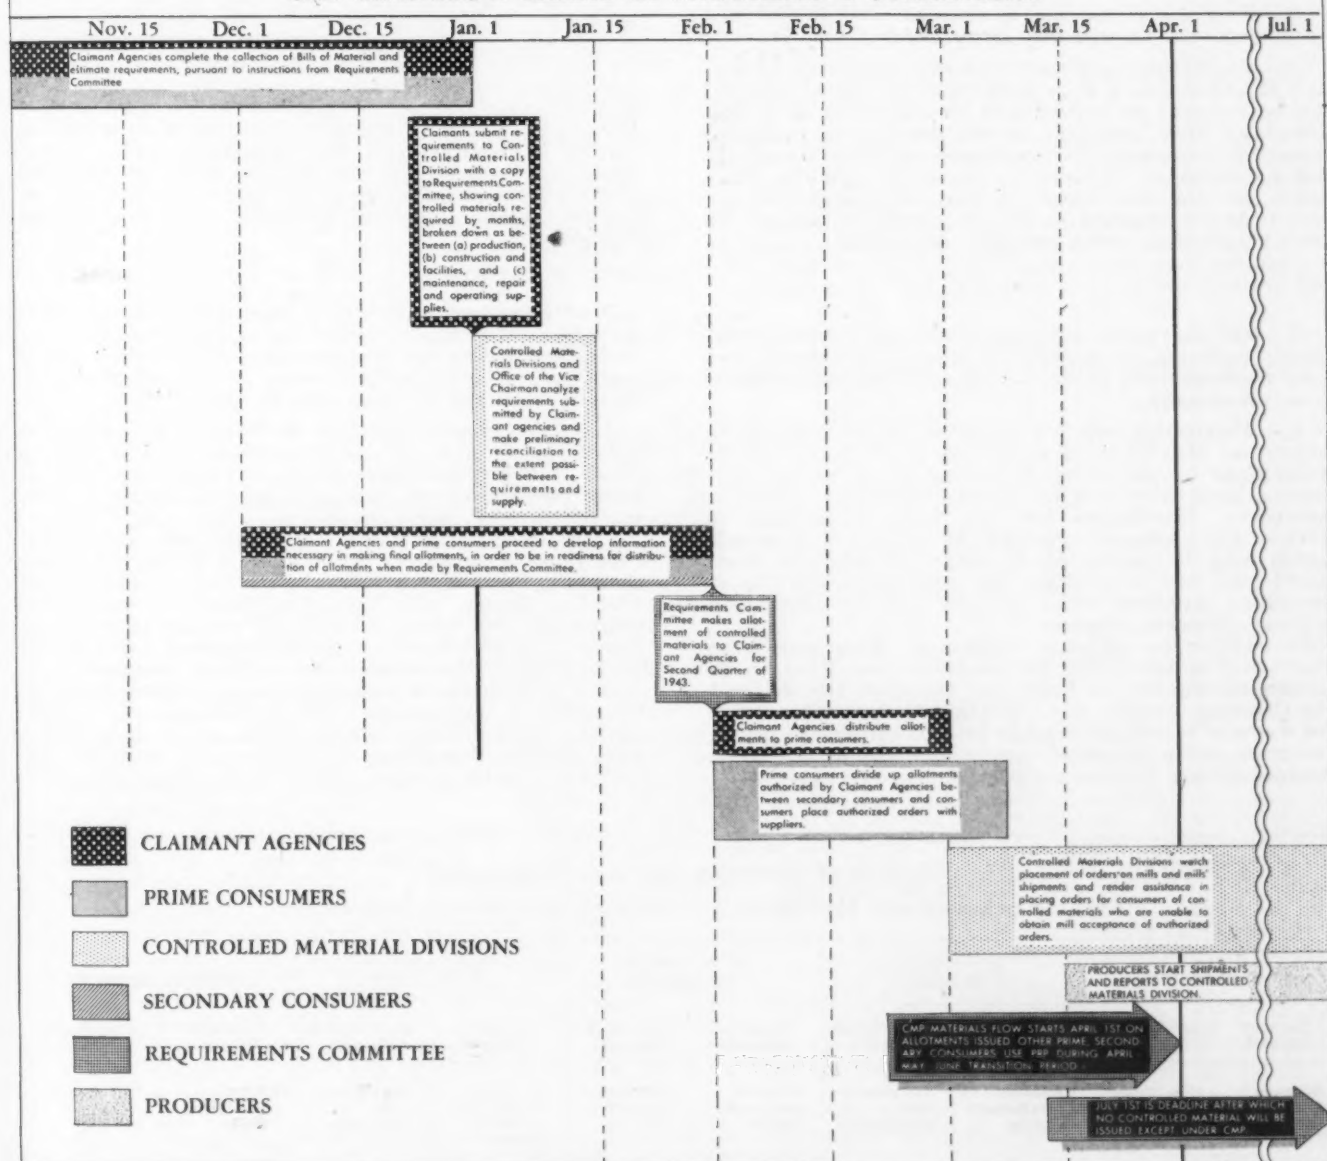 Nov. 15 Dec. 1 Dec. 15 Jan. 1 Jan. 15 Feb. 1 Feb. 15 Mar. 1 Mar. 15 Apr. 1 Jul. 1
Claimant Agencies complete the collection of Bills of Material and
estimate requirements, pursuant to instructions from Requirements
Committee
Claimants submit re-
quirements to Con-
trolled Materials
Division with a copy
to Requirements Com-
mittee, showing con-
trolled materials re-
quired by months,
broken down as be-
tween (a) production,
(b) construction and
facilities, and (c)
maintenance, repair
and operating sup-
plies.
Controlled Mate-
rials Divisions and
Office of the Vice
Chairman analyze
requirements sub-
mitted by Claim-
ant agencies and
make preliminary
reconciliation to
the extent possi-
ble between re-
quirements and
supply.
Claimant Agencies and prime consumers proceed to develop information
necessary in making final allotments, in order to be in readiness for distribu-
tion of allotments when made by Requirements Committee.
Requirements Com-
mittee makes allot-
ment of controlled
materials to Claim-
ant Agencies for
Second Quarter of
1943.
Claimant Agencies distribute allot-
ments to prime consumers.
Prime consumers divide up allotments
authorized by Claimant Agencies be-
tween secondary consumers and con-
sumers place authorized orders with
suppliers.
Controlled Materials Divisions watch
placement of orders on mills and mills'
shipments and render assistance in
placing orders for consumers of con-
trolled materials who are unable to
obtain mill acceptance of authorized
orders.
PRODUCERS START SHIPMENTS
AND REPORTS TO CONTROLLED
MATERIALS DIVISION.
CMP MATERIALS FLOW STARTS APRIL 1ST ON
ALLOTMENTS ISSUED OTHER PRIME, SECOND-
ARY CONSUMERS USE PRP DURING APRIL
MAY, JUNE TRANSITION PERIOD
JULY 1ST IS DEADLINE AFTER WHICH
NO CONTROLLED MATERIAL WILL BE
ISSUED EXCEPT UNDER CMP.
CLAIMANT AGENCIES
PRIME CONSUMERS
CONTROLLED MATERIAL DIVISIONS
SECONDARY CONSUMERS
REQUIREMENTS COMMITTEE
PRODUCERS